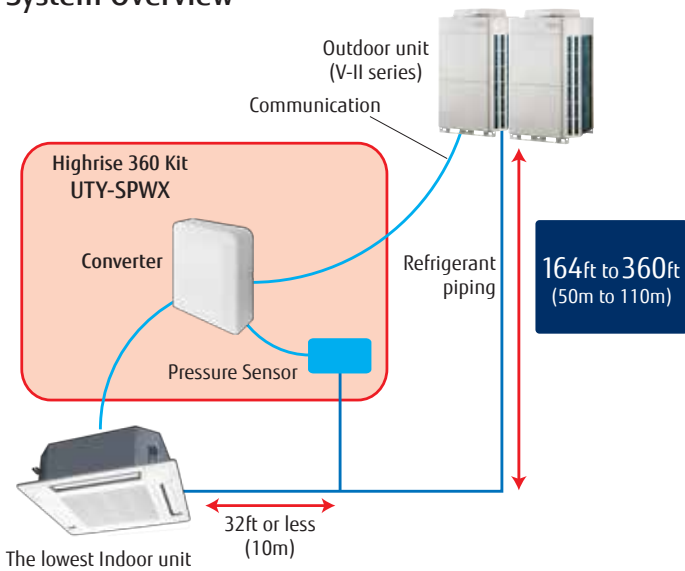 System Overview
Outdoor unit
(V-II series)
Communication
Highrise 360 Kit
UTY-SPWX
Converter
Refrigerant
piping
164ft to 360ft
(50m to 110m)
Pressure Sensor
32ft or less
(10m)
The lowest Indoor unit